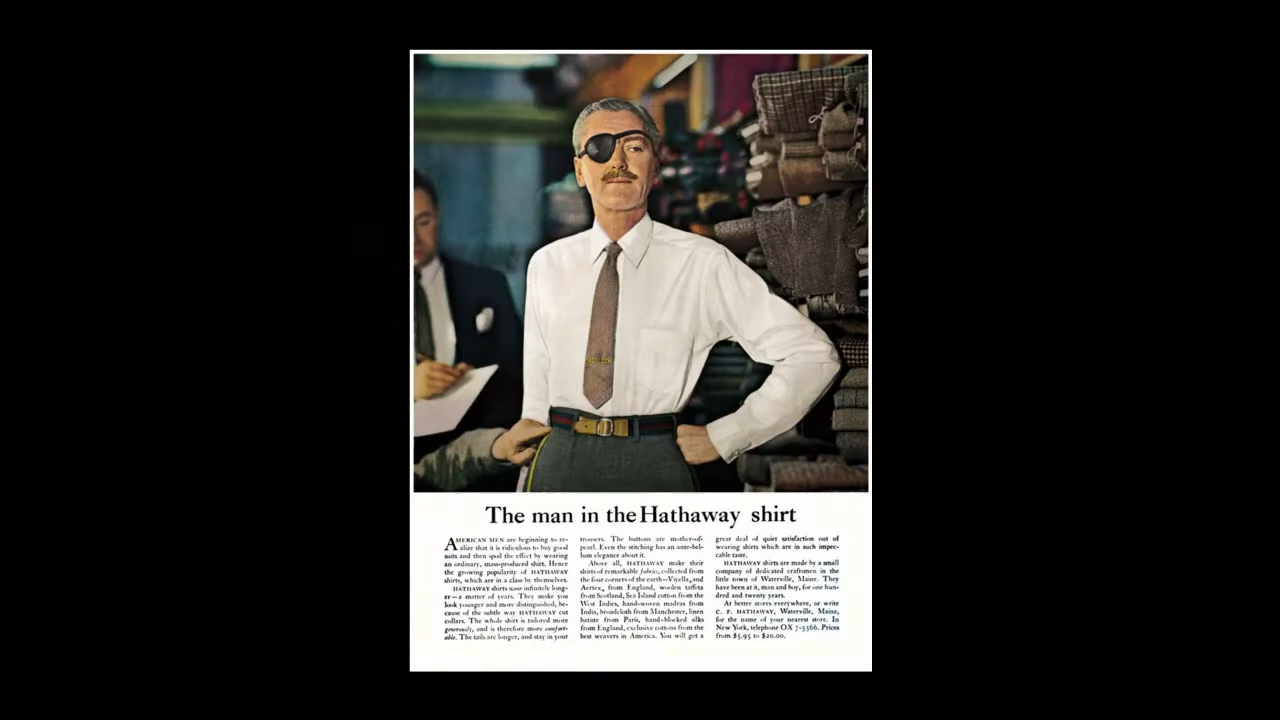 The man in the Hathaway shirt
AMERICAN MEN are beginning to re-
alize that it is ridiculous to buy good
suits and then spoil the effect by wearing
an ordinary, mass-produced shirt. Hence
the growing popularity of HATHAWAY
shirts, which are in a class by themselves.
HATHAWAY shirts wear infinitely long-
er—a matter of years. They make you
look younger and more distinguished, be-
cause of the subtle way HATHAWAY cut
collars. The whole shirt is tailored more
generously, and is therefore more comfort-
able. The tails are longer, and stay in your
trousers. The buttons are mother-of-
pearl. Even the stitching has an ante-bel-
lum elegance about it.
Above all, HATHAWAY make their
shirts of remarkable fabrics, collected from
the four corners of the earth—Viyella, and
Aertex, from England, woolen taffeta
from Scotland, Sea Island cotton from the
West Indies, hand-woven madras from
India, broadcloth from Manchester, linen
batiste from Paris, hand-blocked silks
from England, exclusive cottons from the
best weavers in America. You will get a
great deal of quiet satisfaction out of
wearing shirts which are in such impec-
cable taste.
HATHAWAY shirts are made by a small
company of dedicated craftsmen in the
little town of Waterville, Maine. They
have been at it, man and boy, for one hun-
dred and twenty years.
At better stores everywhere, or write
C. F. HATHAWAY, Waterville, Maine,
for the name of your nearest store. In
New York, telephone OX 7-5566. Prices
from $5.95 to $20.00.